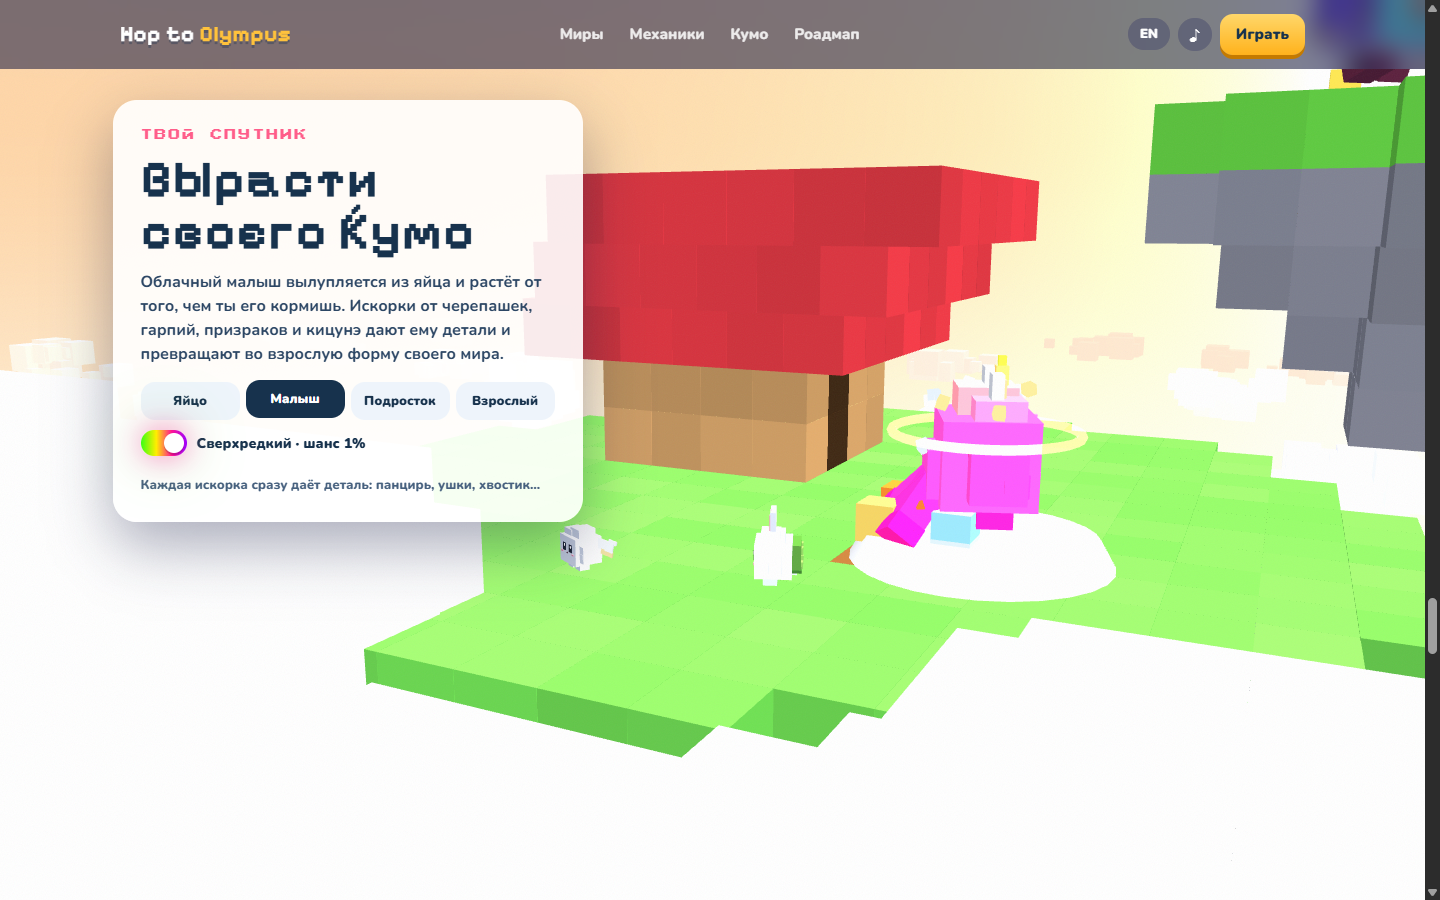 Hop to Olympus
Миры
Механики
Кумо
Роадмап
EN
Играть
ТВОЙ СПУТНИК
Вырасти
своего Кумо
Облачный малыш вылупляется из яйца и растёт от
того, чем ты его кормишь. Искорки от черепашек,
гарпий, призраков и кицунэ дают ему детали и
превращают во взрослую форму своего мира.
Яйцо
Малыш
Подросток
Взрослый
Сверхредкий · шанс 1%
Каждая искорка сразу даёт деталь: панцирь, ушки, хвостик…